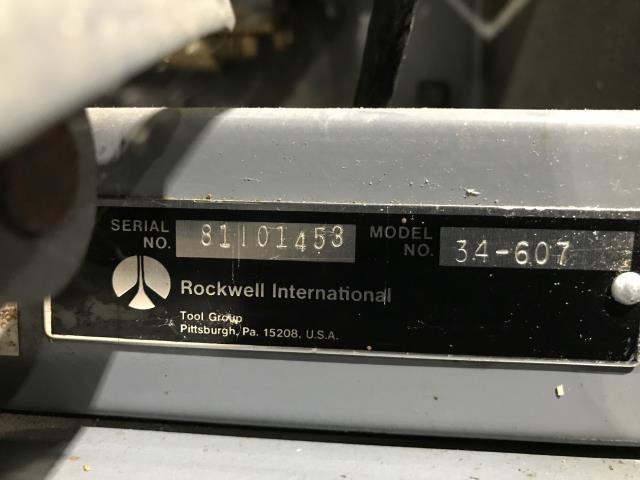 SERIAL NO. 81101453 MODEL NO. 34-607
Rockwell International
Tool Group
Pittsburgh, Pa. 15208, U.S.A.